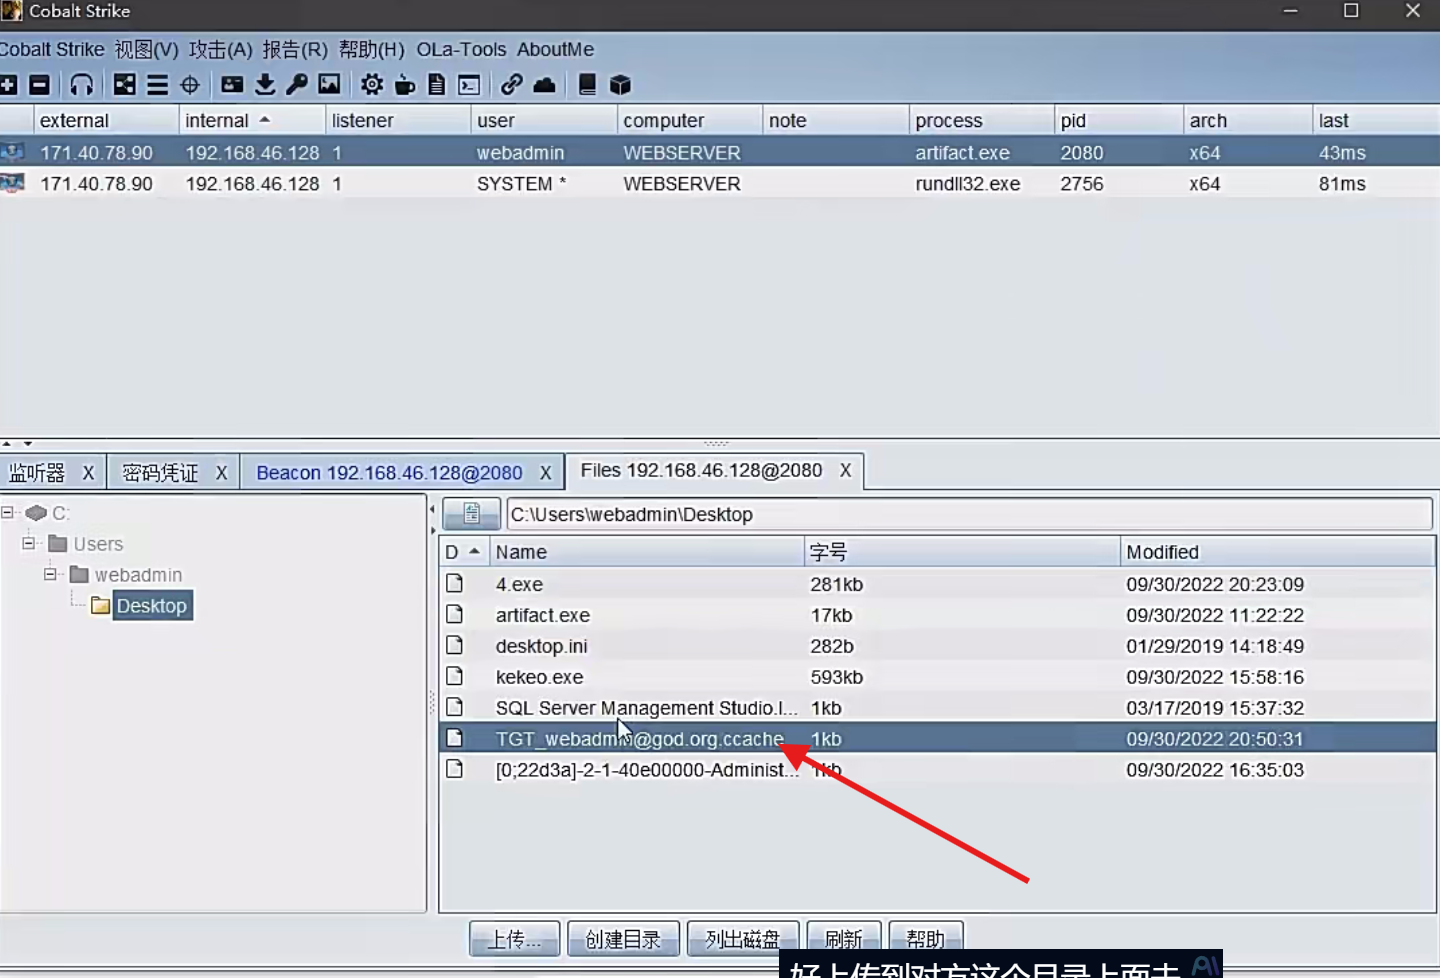 Cobalt Strike
Cobalt Strike 视图(V) 攻击(A) 报告(R) 帮助(H) OLa-Tools AboutMe
external internal listener user computer note process pid arch last
171.40.78.90 192.168.46.128 1 webadmin WEBSERVER artifact.exe 2080 x64 43ms
171.40.78.90 192.168.46.128 1 SYSTEM * WEBSERVER rundll32.exe 2756 x64 81ms
监听器 X 密码凭证 X Beacon 192.168.46.128@2080 X Files 192.168.46.128@2080 X
C:
Users
webadmin
Desktop
C:\Users\webadmin\Desktop
D Name 字号 Modified
4.exe 281kb 09/30/2022 20:23:09
artifact.exe 17kb 09/30/2022 11:22:22
desktop.ini 282b 01/29/2019 14:18:49
kekeo.exe 593kb 09/30/2022 15:58:16
SQL Server Management Studio.l... 1kb 03/17/2019 15:37:32
TGT_webadmin@god.org.ccache 1kb 09/30/2022 20:50:31
[0;22d3a]-2-1-40e00000-Administ... 1kb 09/30/2022 16:35:03
上传... 创建目录 列出磁盘 刷新 帮助
好上传到对方这个目录上面去 AI